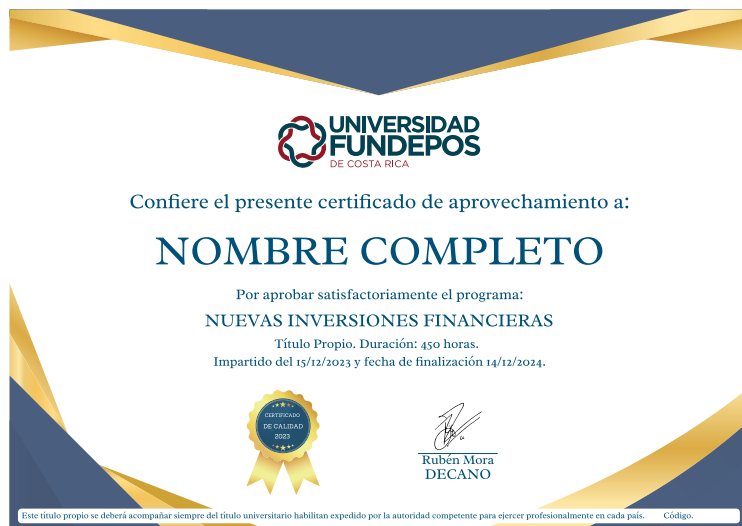 UNIVERSIDAD
FUNDEPOS
DE COSTA RICA
Confiere el presente certificado de aprovechamiento a:
NOMBRE COMPLETO
Por aprobar satisfactoriamente el programa:
NUEVAS INVERSIONES FINANCIERAS
Título Propio. Duración: 450 horas.
Impartido del 15/12/2023 y fecha de finalización 14/12/2024.
CERTIFICADO
DE CALIDAD
2023
Rubén Mora
DECANO
Este título propio se deberá acompañar siempre del título universitario habilitan expedido por la autoridad competente para ejercer profesionalmente en cada país. Código.